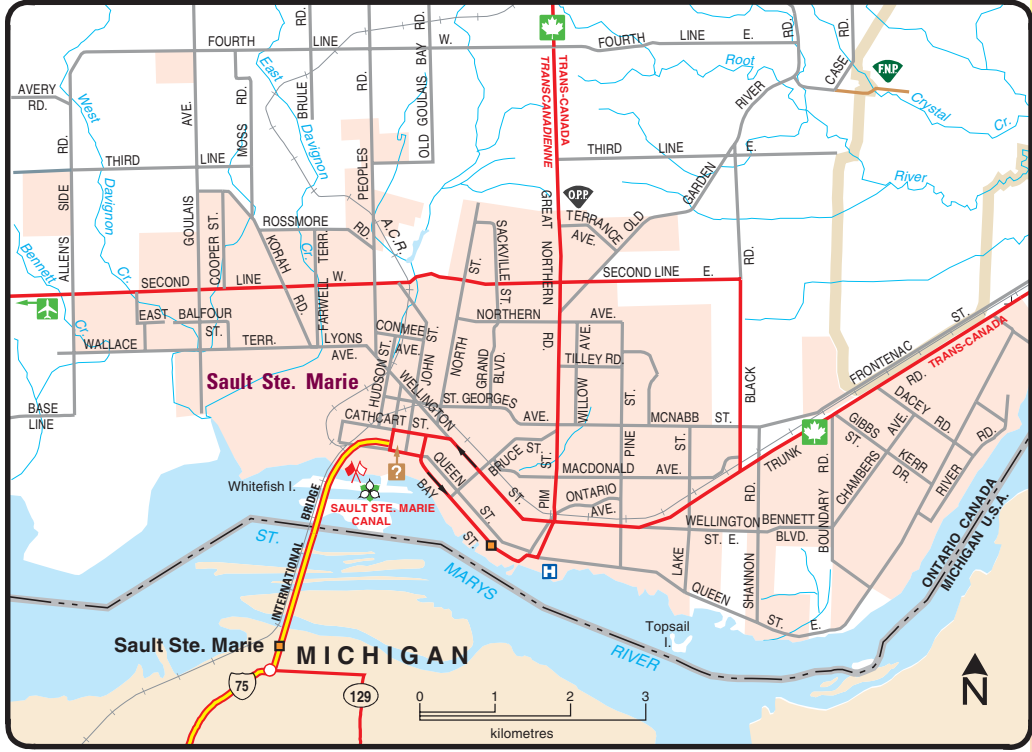 FOURTH LINE W.
FOURTH LINE E.
RD.
RD.
RD.
RD.
AVERY RD.
West Davignon Cr.
East Davignon Cr.
BRULE
OLD GOULAIS BAY
TRANS-CANADA
TRANSCANADIENNE
Root River
CASE
F.N.P.
Crystal Cr.
RIVER
GARDEN
OLD
AVE.
MOSS RD.
RD.
PEOPLES
THIRD LINE
THIRD LINE E.
ALLEN'S SIDE RD.
GOULAIS
COOPER ST.
KORAH RD.
ROSSMORE RD.
FARWELL TERR.
A.C.R.
O.P.P.
TERRANCE AVE.
GREAT NORTHERN RD.
SACKVILLE ST.
ST.
Bennett Cr.
SECOND LINE W.
SECOND LINE E.
RD.
EAST BALFOUR ST.
WALLACE TERR.
LYONS AVE.
CONMEE AVE.
HUDSON ST.
JOHN ST.
NORTHERN AVE.
NORTH
GRAND BLVD.
TILLEY RD.
WILLOW AVE.
BLACK
FRONTENAC ST.
TRANS-CANADA
Sault Ste. Marie
WELLINGTON ST.
ST. GEORGES AVE.
MCNABB ST.
PINE ST.
BASE LINE
CATHCART ST.
DACEY RD.
GIBBS ST.
CHAMBERS AVE.
KERR DR.
RIVER RD.
TRUNK RD.
BRUCE ST.
MACDONALD AVE.
QUEEN ST.
BAY ST.
?
Whitefish I.
SAULT STE. MARIE
CANAL
ONTARIO AVE.
PIM ST.
INTERNATIONAL BRIDGE
WELLINGTON ST. E.
BENNETT BLVD.
BOUNDARY
LAKE ST.
SHANNON RD.
QUEEN ST. E.
H
ST. MARYS RIVER
Topsail
I.
ONTARIO CANADA
MICHIGAN U.S.A.
Sault Ste. Marie
MICHIGAN
75
129
0 1 2 3
kilometres
N